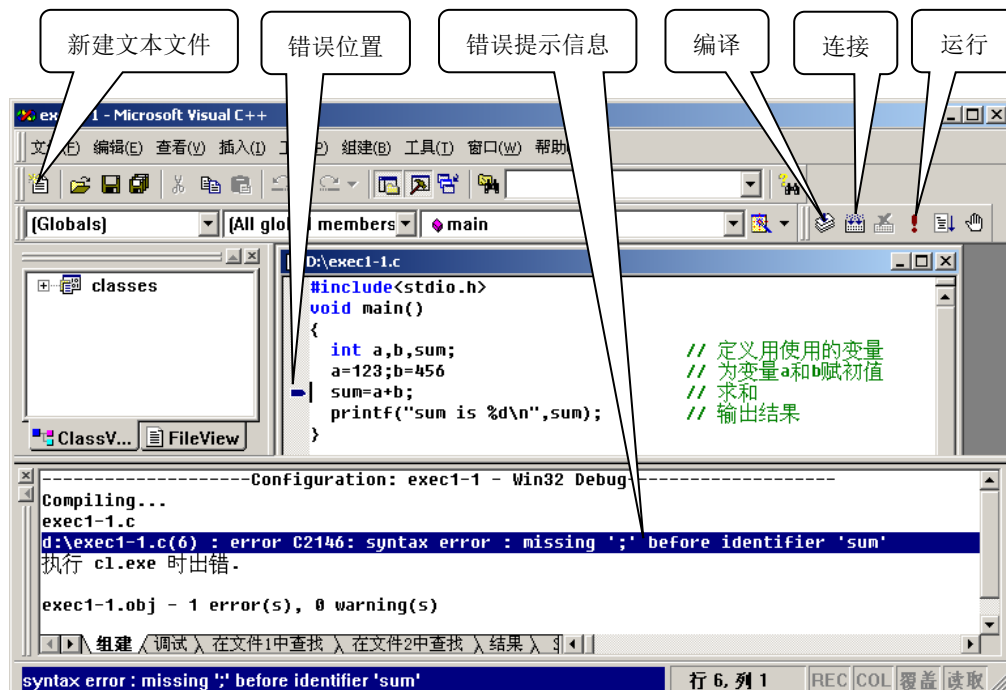 新建文本文件
错误位置
错误提示信息
编译
连接
运行
1 - Microsoft Visual C++
编辑(E) 查看(V) 插入(I) 组建(B) 工具(T) 窗口(W) 帮助
(Globals)
(All glo members
main
classes
ClassV...
FileView
D:\exec1-1.c
#include<stdio.h>
void main()
{
int a,b,sum; // 定义用使用的变量
a=123;b=456 // 为变量a和b赋初值
sum=a+b; // 求和
printf("sum is %d\n",sum); // 输出结果
}
--------------------Configuration: exec1-1 - Win32 Debug--------------------
Compiling...
exec1-1.c
d:\exec1-1.c(6) : error C2146: syntax error : missing ';' before identifier 'sum'
执行 cl.exe 时出错.
exec1-1.obj - 1 error(s), 0 warning(s)
组建 调试 在文件1中查找 在文件2中查找 结果
syntax error : missing ';' before identifier 'sum'
行 6, 列 1
REC COL 覆盖 读取